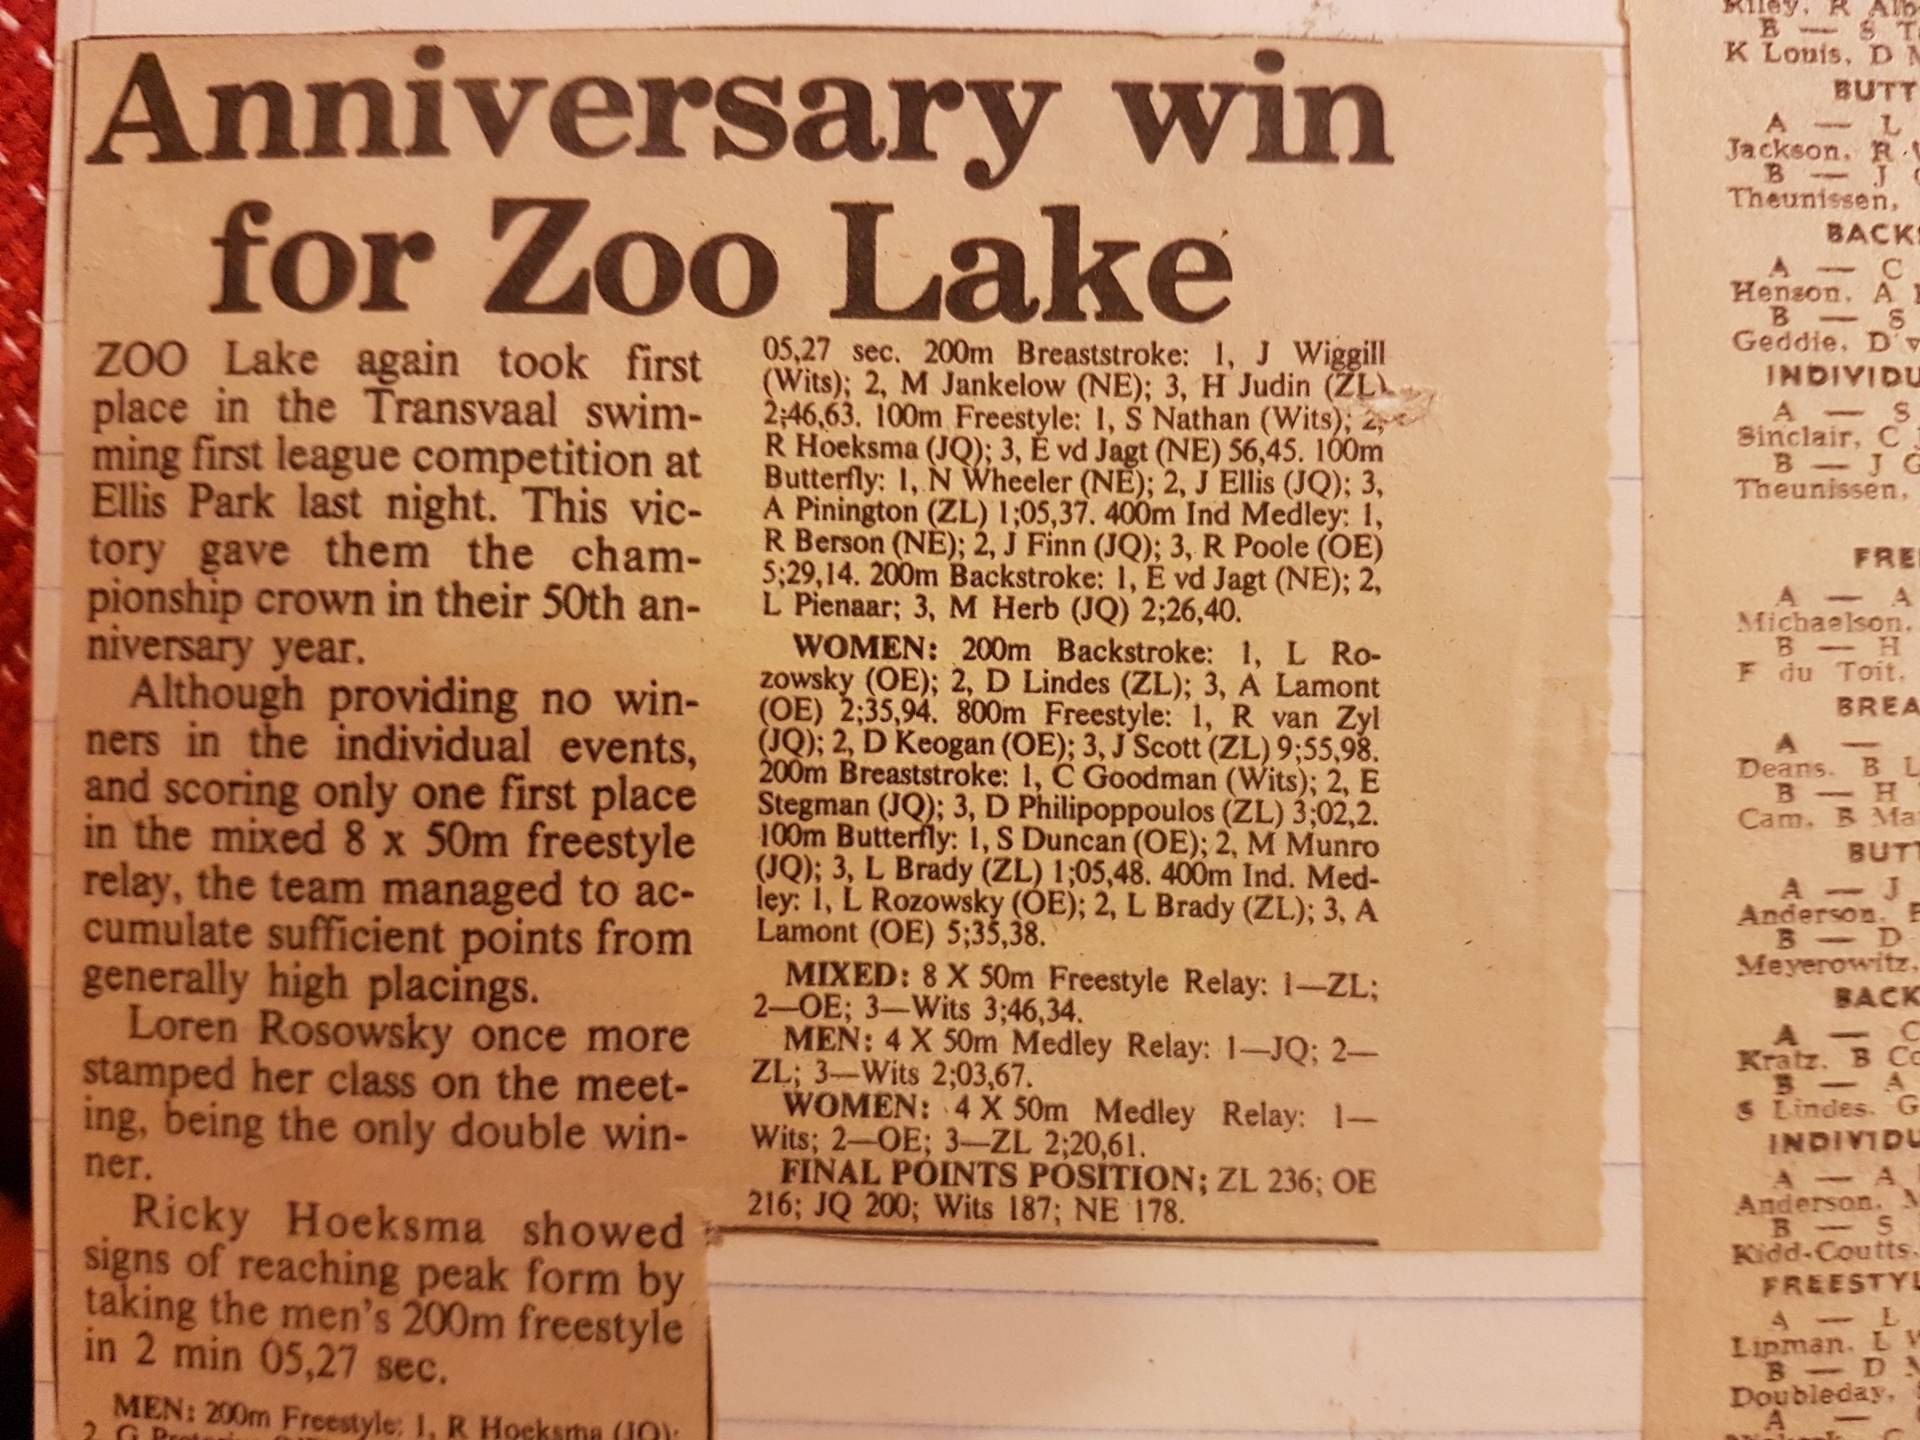 Anniversary win
for Zoo Lake
ZOO Lake again took first
place in the Transvaal swim-
ming first league competition at
Ellis Park last night. This vic-
tory gave them the cham-
pionship crown in their 50th an-
niversary year.
Although providing no win-
ners in the individual events,
and scoring only one first place
in the mixed 8 x 50m freestyle
relay, the team managed to ac-
cumulate sufficient points from
generally high placings.
Loren Rosowsky once more
stamped her class on the meet-
ing, being the only double win-
ner.
Ricky Hoeksma showed
signs of reaching peak form by
taking the men's 200m freestyle
in 2 min 05,27 sec.
MEN: 200m Freestyle: 1, R Hoeksma (JQ);
2, G
05,27 sec. 200m Breaststroke: 1, J Wiggill
(Wits); 2, M Jankelow (NE); 3, H Judin (ZL)
2;46,63. 100m Freestyle: 1, S Nathan (Wits); 2,
R Hoeksma (JQ); 3, E vd Jagt (NE) 56,45. 100m
Butterfly: 1, N Wheeler (NE); 2, J Ellis (JQ); 3,
A Pinington (ZL) 1;05,37. 400m Ind Medley: 1,
R Berson (NE); 2, J Finn (JQ); 3, R Poole (OE)
5;29,14. 200m Backstroke: 1, E vd Jagt (NE); 2,
L Pienaar; 3, M Herb (JQ) 2;26,40.
WOMEN: 200m Backstroke: 1, L Ro-
zowsky (OE); 2, D Lindes (ZL); 3, A Lamont
(OE) 2;35,94. 800m Freestyle: 1, R van Zyl
(JQ); 2, D Keogan (OE); 3, J Scott (ZL) 9;55,98.
200m Breaststroke: 1, C Goodman (Wits); 2, E
Stegman (JQ); 3, D Philipoppoulos (ZL) 3;02,2.
100m Butterfly: 1, S Duncan (OE); 2, M Munro
(JQ); 3, L Brady (ZL) 1;05,48. 400m Ind. Med-
ley: 1, L Rozowsky (OE); 2, L Brady (ZL); 3, A
Lamont (OE) 5;35,38.
MIXED: 8 X 50m Freestyle Relay: 1—ZL;
2—OE; 3—Wits 3;46,34.
MEN: 4 X 50m Medley Relay: 1—JQ; 2—
ZL; 3—Wits 2;03,67.
WOMEN: 4 X 50m Medley Relay: 1—
Wits; 2—OE; 3—ZL 2;20,61.
FINAL POINTS POSITION; ZL 236; OE
216; JQ 200; Wits 187; NE 178.
Riley, R Alb
B — S T
K Louis, D M
BUTT
A — L
Jackson, R
B — J
Theunissen,
BACKS
A — C
Henson, A
B — S
Geddie, D v
INDIVIDU
A — S
Sinclair, C
B — J G
Theunissen,
FREE
A — A
Michaelson,
B — H
F du Toit,
BREA
A —
Deans, B L
B — H
Cam, B Ma
BUTT
A — J
Anderson,
B — D
Meyerowitz,
BACK
A — C
Kratz, B Co
B — A
S Lindes, G
INDIVIDU
A — A
Anderson, M
B — S
Kidd-Coutts,
FREESTYL
A — L
Lipman, L W
B — D M
Doubleday,
A —